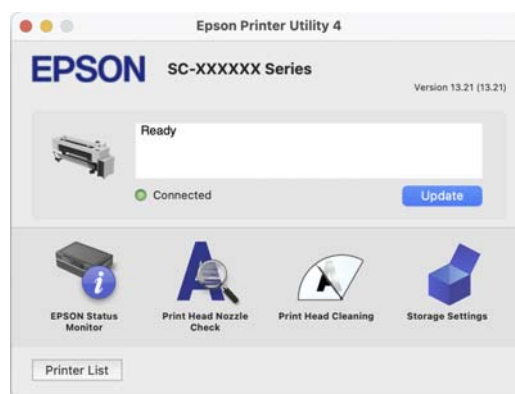 Epson Printer Utility 4
EPSON
SC-XXXXXX Series
Version 13.21 (13.21)
Ready
Connected
Update
EPSON Status
Monitor
Print Head Nozzle
Check
Print Head Cleaning
Storage Settings
Printer List